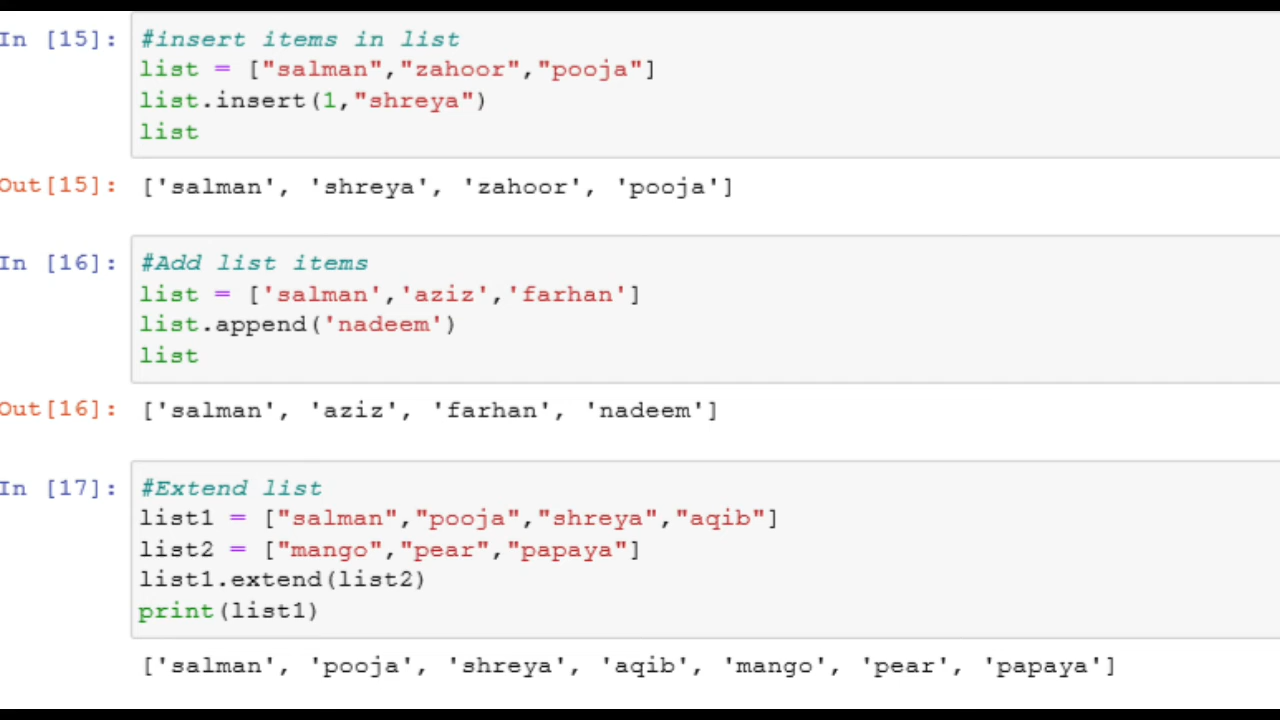 In [15]: #insert items in list
list = ["salman","zahoor","pooja"]
list.insert(1,"shreya")
list
Out[15]: ['salman', 'shreya', 'zahoor', 'pooja']
In [16]: #Add list items
list = ['salman','aziz','farhan']
list.append('nadeem')
list
Out[16]: ['salman', 'aziz', 'farhan', 'nadeem']
In [17]: #Extend list
list1 = ["salman","pooja","shreya","aqib"]
list2 = ["mango","pear","papaya"]
list1.extend(list2)
print(list1)
['salman', 'pooja', 'shreya', 'aqib', 'mango', 'pear', 'papaya']